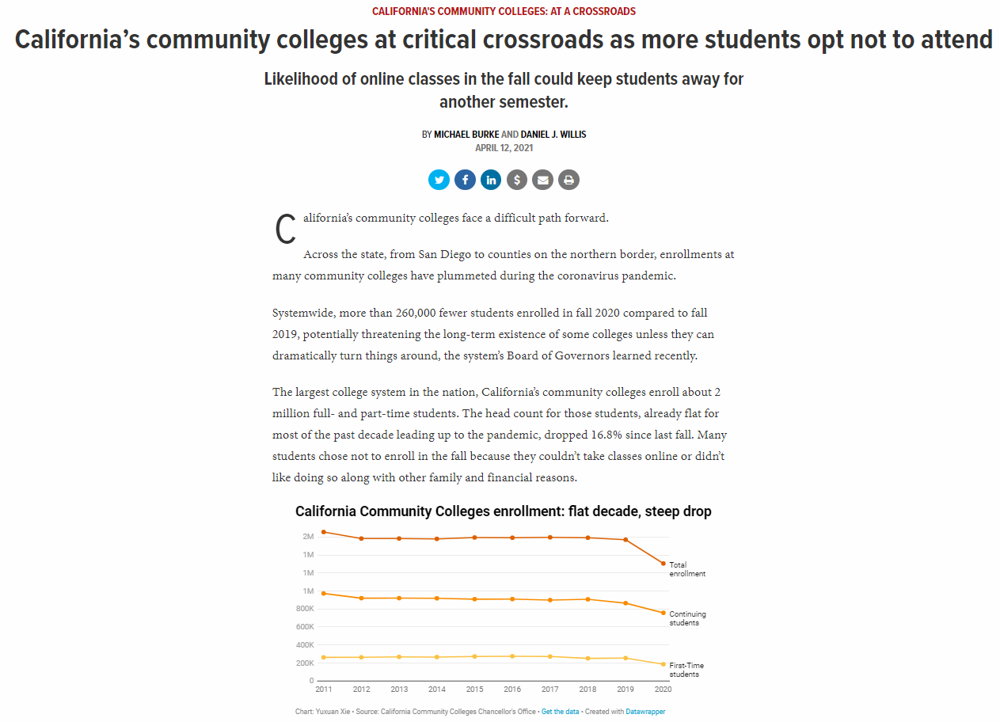 CALIFORNIA'S COMMUNITY COLLEGES: AT A CROSSROADS
California’s community colleges at critical crossroads as more students opt not to attend
Likelihood of online classes in the fall could keep students away for
another semester.
BY MICHAEL BURKE AND DANIEL J. WILLIS
APRIL 12, 2021
California’s community colleges face a difficult path forward.
Across the state, from San Diego to counties on the northern border, enrollments at
many community colleges have plummeted during the coronavirus pandemic.
Systemwide, more than 260,000 fewer students enrolled in fall 2020 compared to fall
2019, potentially threatening the long-term existence of some colleges unless they can
dramatically turn things around, the system’s Board of Governors learned recently.
The largest college system in the nation, California’s community colleges enroll about 2
million full- and part-time students. The head count for those students, already flat for
most of the past decade leading up to the pandemic, dropped 16.8% since last fall. Many
students chose not to enroll in the fall because they couldn’t take classes online or didn’t
like doing so along with other family and financial reasons.
California Community Colleges enrollment: flat decade, steep drop
2M
1M
1M
1M
800K
600K
400K
200K
0
Total
enrollment
Continuing
students
First-Time
students
2011 2012 2013 2014 2015 2016 2017 2018 2019 2020
Chart: Yuxuan Xie • Source: California Community Colleges Chancellor's Office • Get the data • Created with Datawrapper